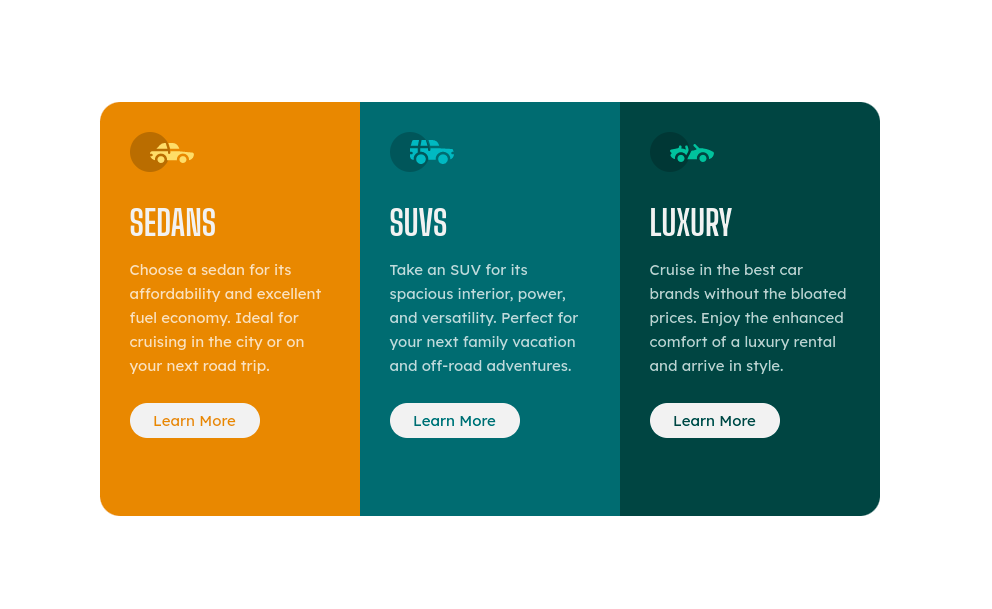 SEDANS
Choose a sedan for its
affordability and excellent
fuel economy. Ideal for
cruising in the city or on
your next road trip.
Learn More
SUVS
Take an SUV for its
spacious interior, power,
and versatility. Perfect for
your next family vacation
and off-road adventures.
Learn More
LUXURY
Cruise in the best car
brands without the bloated
prices. Enjoy the enhanced
comfort of a luxury rental
and arrive in style.
Learn More